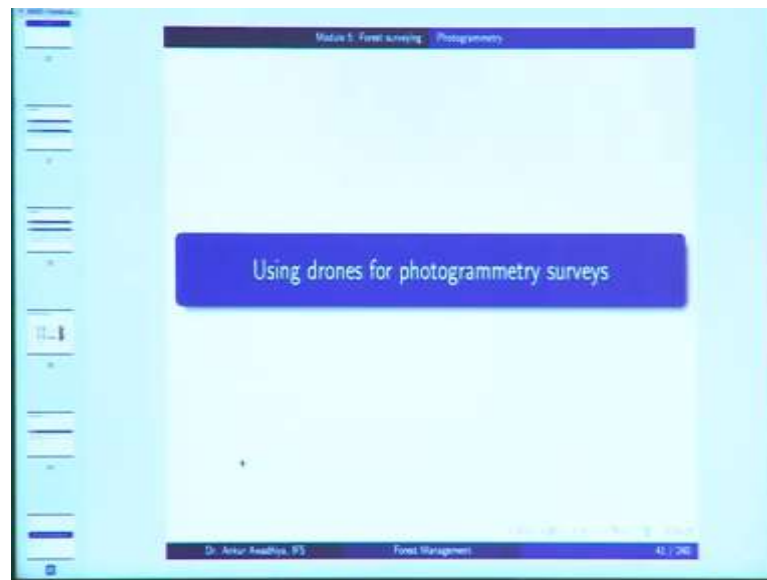 Module 5: Forest surveying Photogrammetry
Using drones for photogrammetry surveys
Dr. Ankur Awadhiya, IFS Forest Management 41 / 240